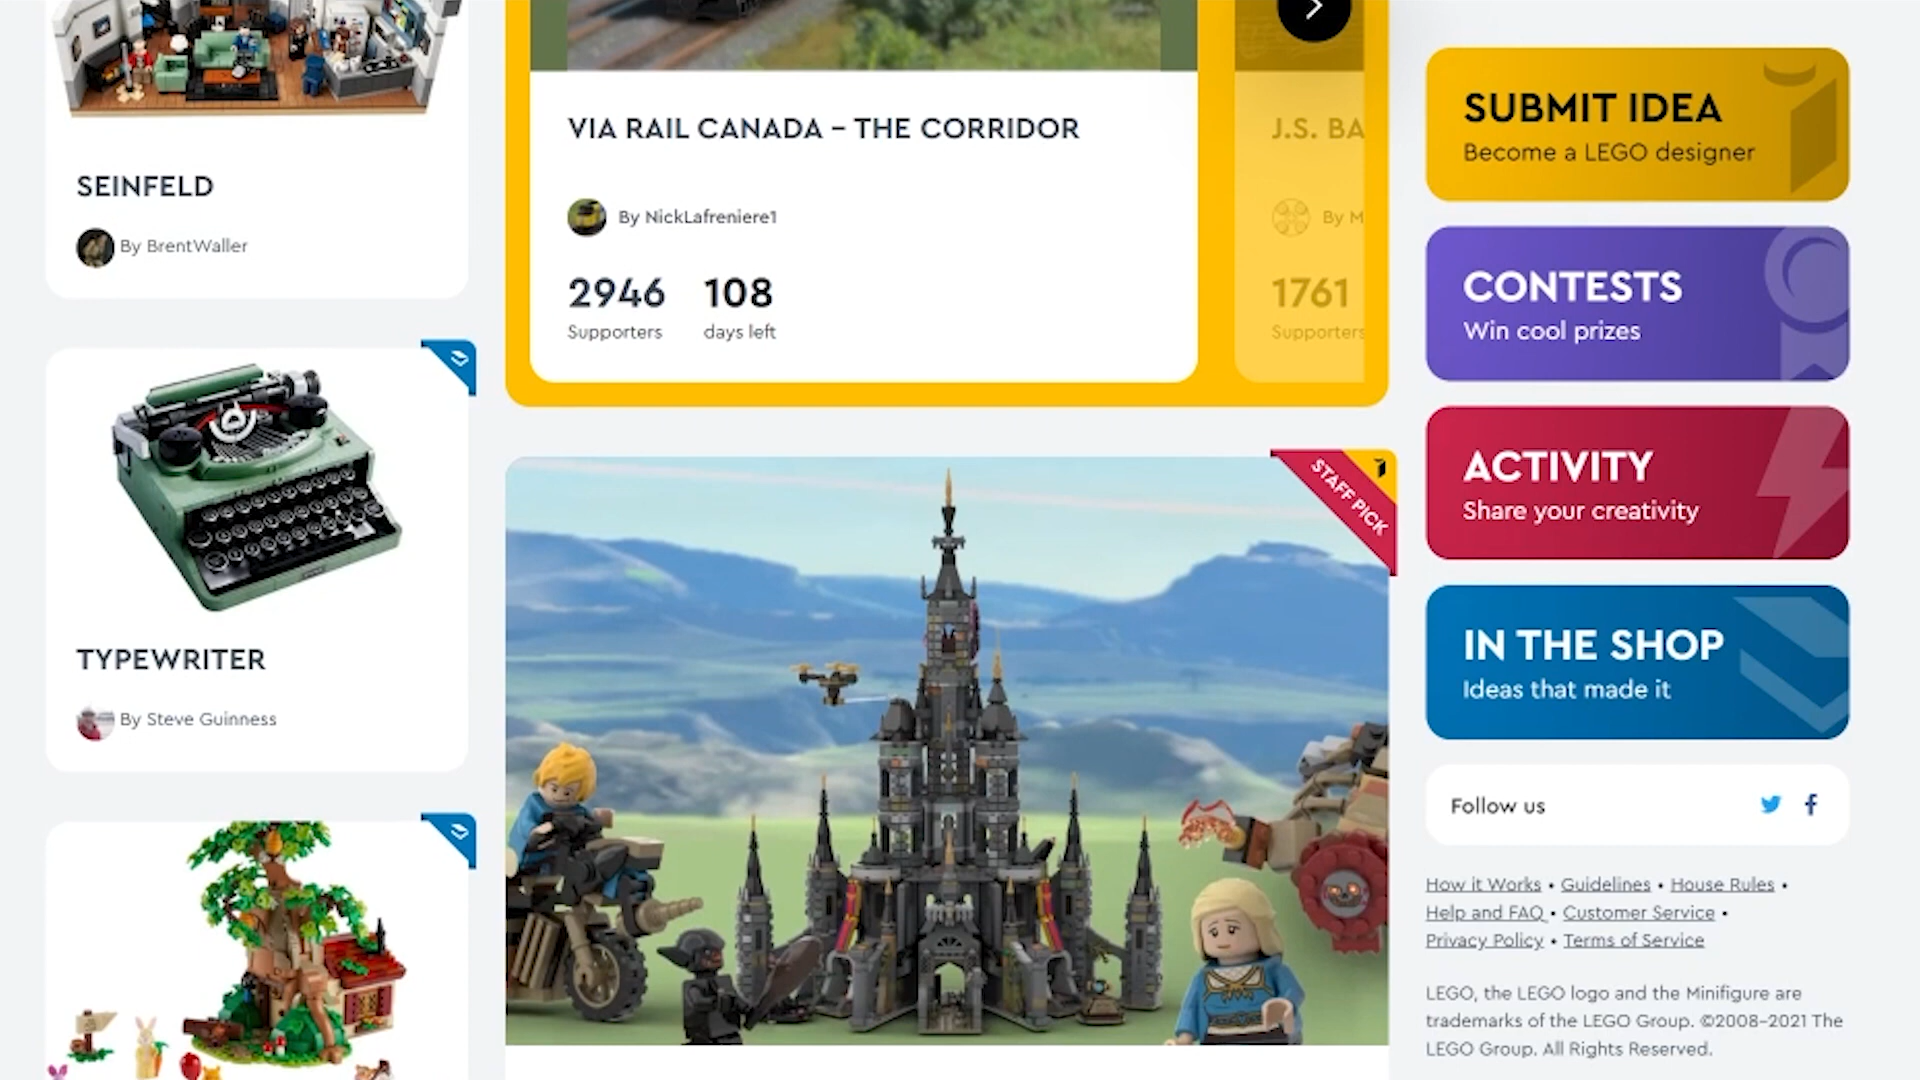 SEINFELD
By BrentWaller
TYPEWRITER
By Steve Guinness
VIA RAIL CANADA – THE CORRIDOR
By NickLafreniere1
2946
Supporters
108
days left
J.S. BA
By M
1761
Supporters
STAFF PICK
SUBMIT IDEA
Become a LEGO designer
CONTESTS
Win cool prizes
ACTIVITY
Share your creativity
IN THE SHOP
Ideas that made it
Follow us
How it Works • Guidelines • House Rules •
Help and FAQ • Customer Service •
Privacy Policy • Terms of Service
LEGO, the LEGO logo and the Minifigure are
trademarks of the LEGO Group. ©2008-2021 The
LEGO Group. All Rights Reserved.